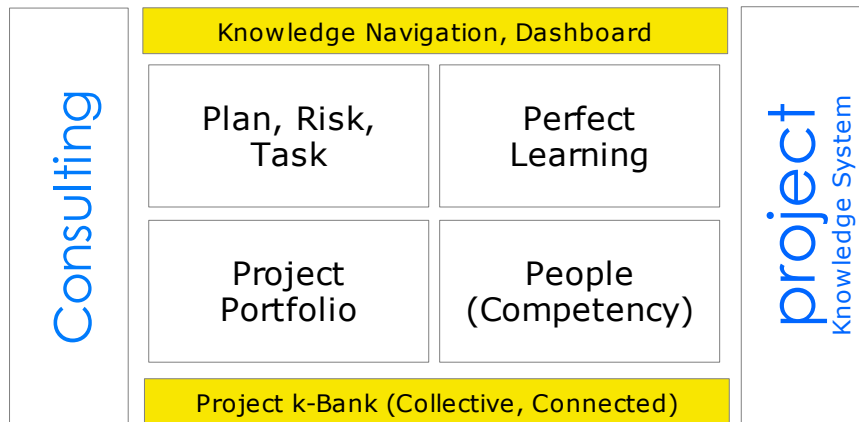 Consulting
Knowledge Navigation, Dashboard
Plan, Risk,
Task
Perfect
Learning
Project
Portfolio
People
(Competency)
Project k-Bank (Collective, Connected)
project
Knowledge System